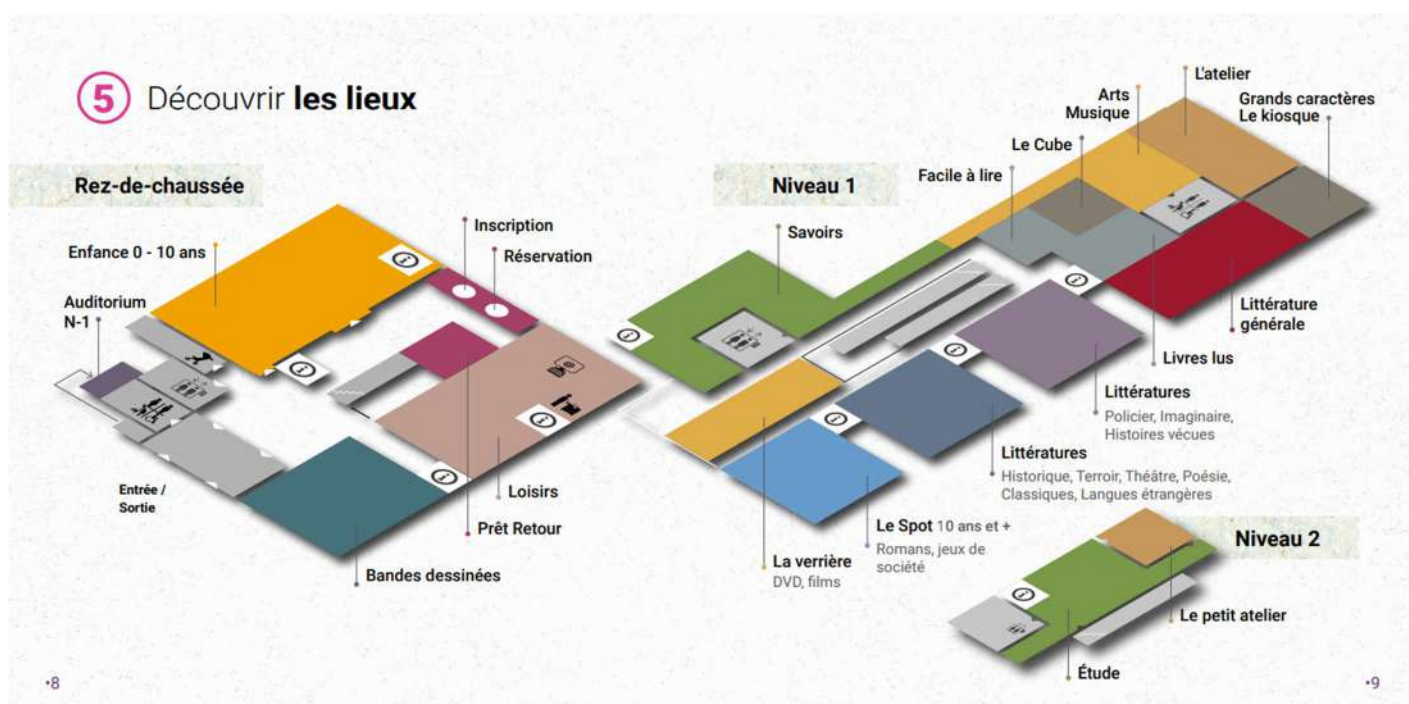 5 Découvrir les lieux
Rez-de-chaussée
Enfance 0 - 10 ans
Auditorium
N-1
Inscription
Réservation
Entrée /
Sortie
Loisirs
Prêt Retour
Bandes dessinées
•8
Niveau 1
Savoirs
Facile à lire
Le Cube
Arts
Musique
L'atelier
Grands caractères
Le kiosque
Littérature
générale
Livres lus
Littératures
Policier, Imaginaire,
Histoires vécues
Littératures
Historique, Terroir, Théâtre, Poésie,
Classiques, Langues étrangères
Le Spot 10 ans et +
Romans, jeux de
société
La verrière
DVD, films
Niveau 2
Le petit atelier
Étude
•9